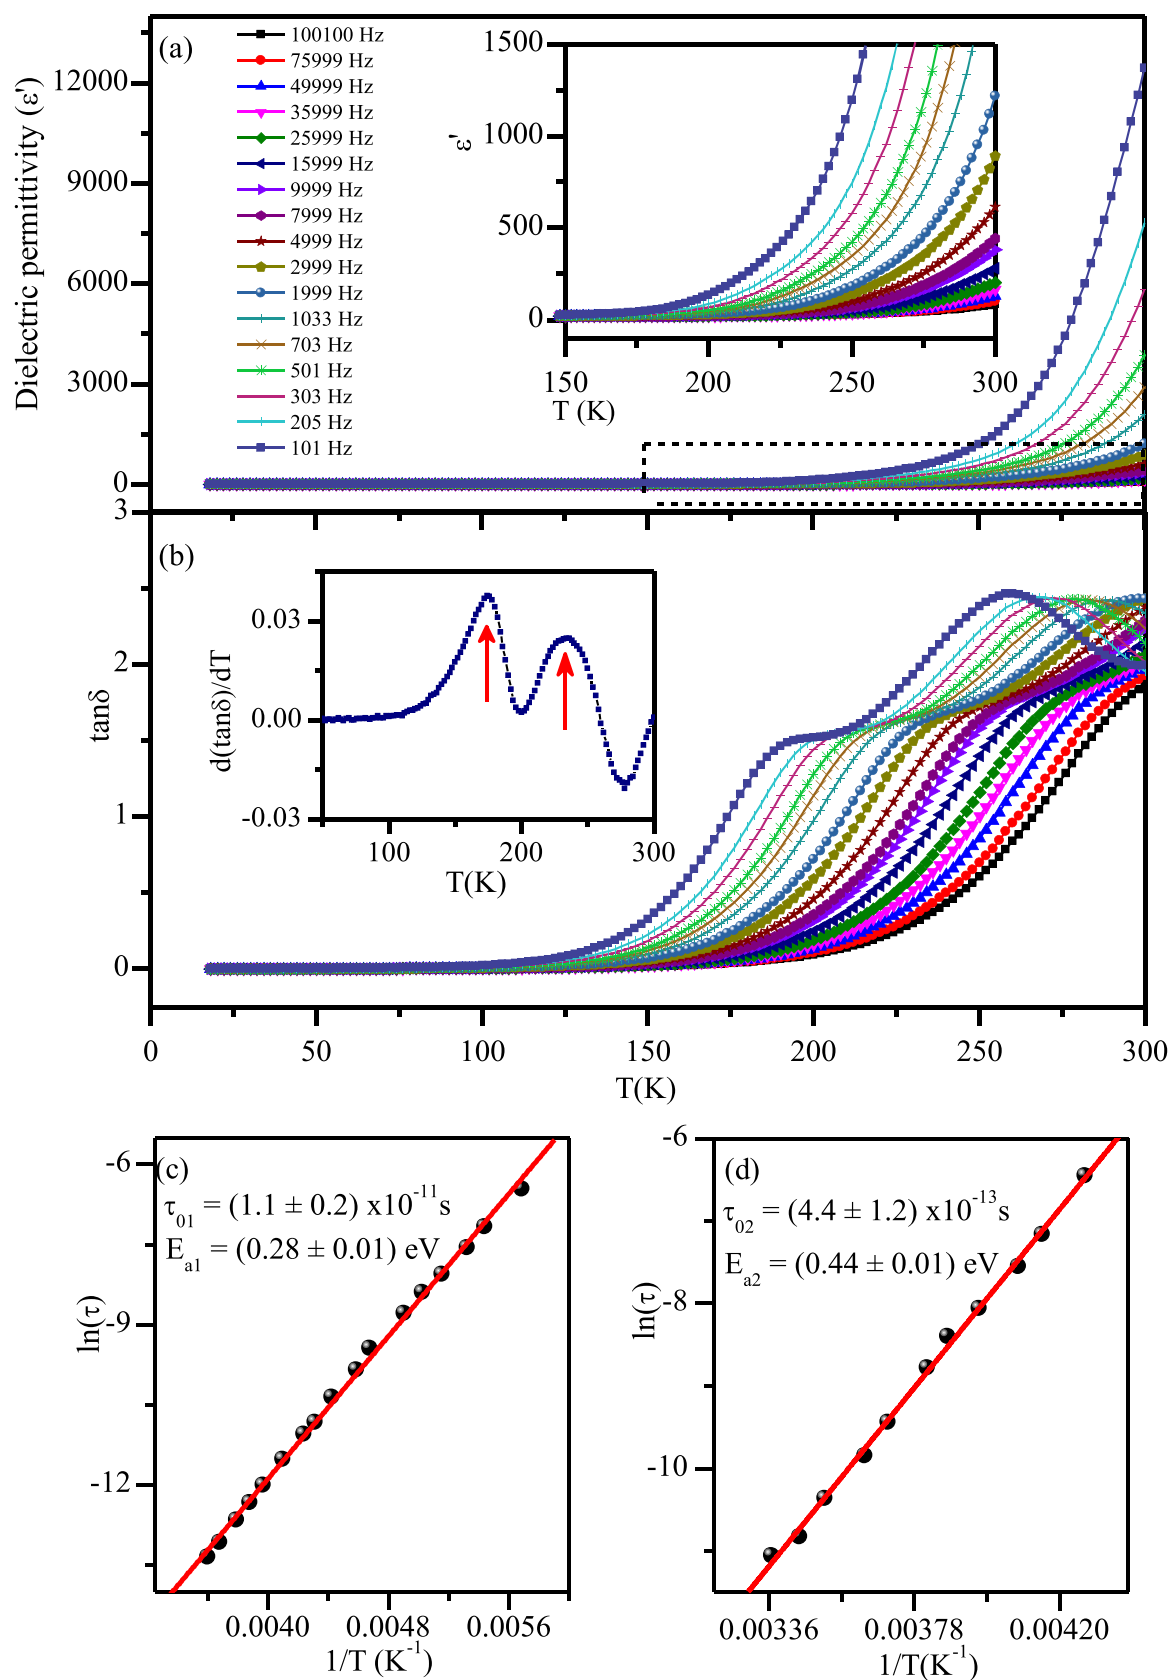 (a)
100100 Hz
75999 Hz
49999 Hz
35999 Hz
25999 Hz
15999 Hz
9999 Hz
7999 Hz
4999 Hz
2999 Hz
1999 Hz
1033 Hz
703 Hz
501 Hz
303 Hz
205 Hz
101 Hz
Dielectric permittivity (ε')
12000
9000
6000
3000
0
ε'
1500
1000
500
0
150 200 250 300
T (K)
(b)
tanδ
3
2
1
0
d(tanδ)/dT
0.03
0.00
-0.03
100 200 300
T(K)
0 50 100 150 200 250 300
T(K)
(c)
τ₀₁ = (1.1 ± 0.2) x10⁻¹¹s
Eₐ₁ = (0.28 ± 0.01) eV
ln(τ)
-6
-9
-12
0.0040 0.0048 0.0056
1/T (K⁻¹)
(d)
τ₀₂ = (4.4 ± 1.2) x10⁻¹³s
Eₐ₂ = (0.44 ± 0.01) eV
ln(τ)
-6
-8
-10
0.00336 0.00378 0.00420
1/T(K⁻¹)